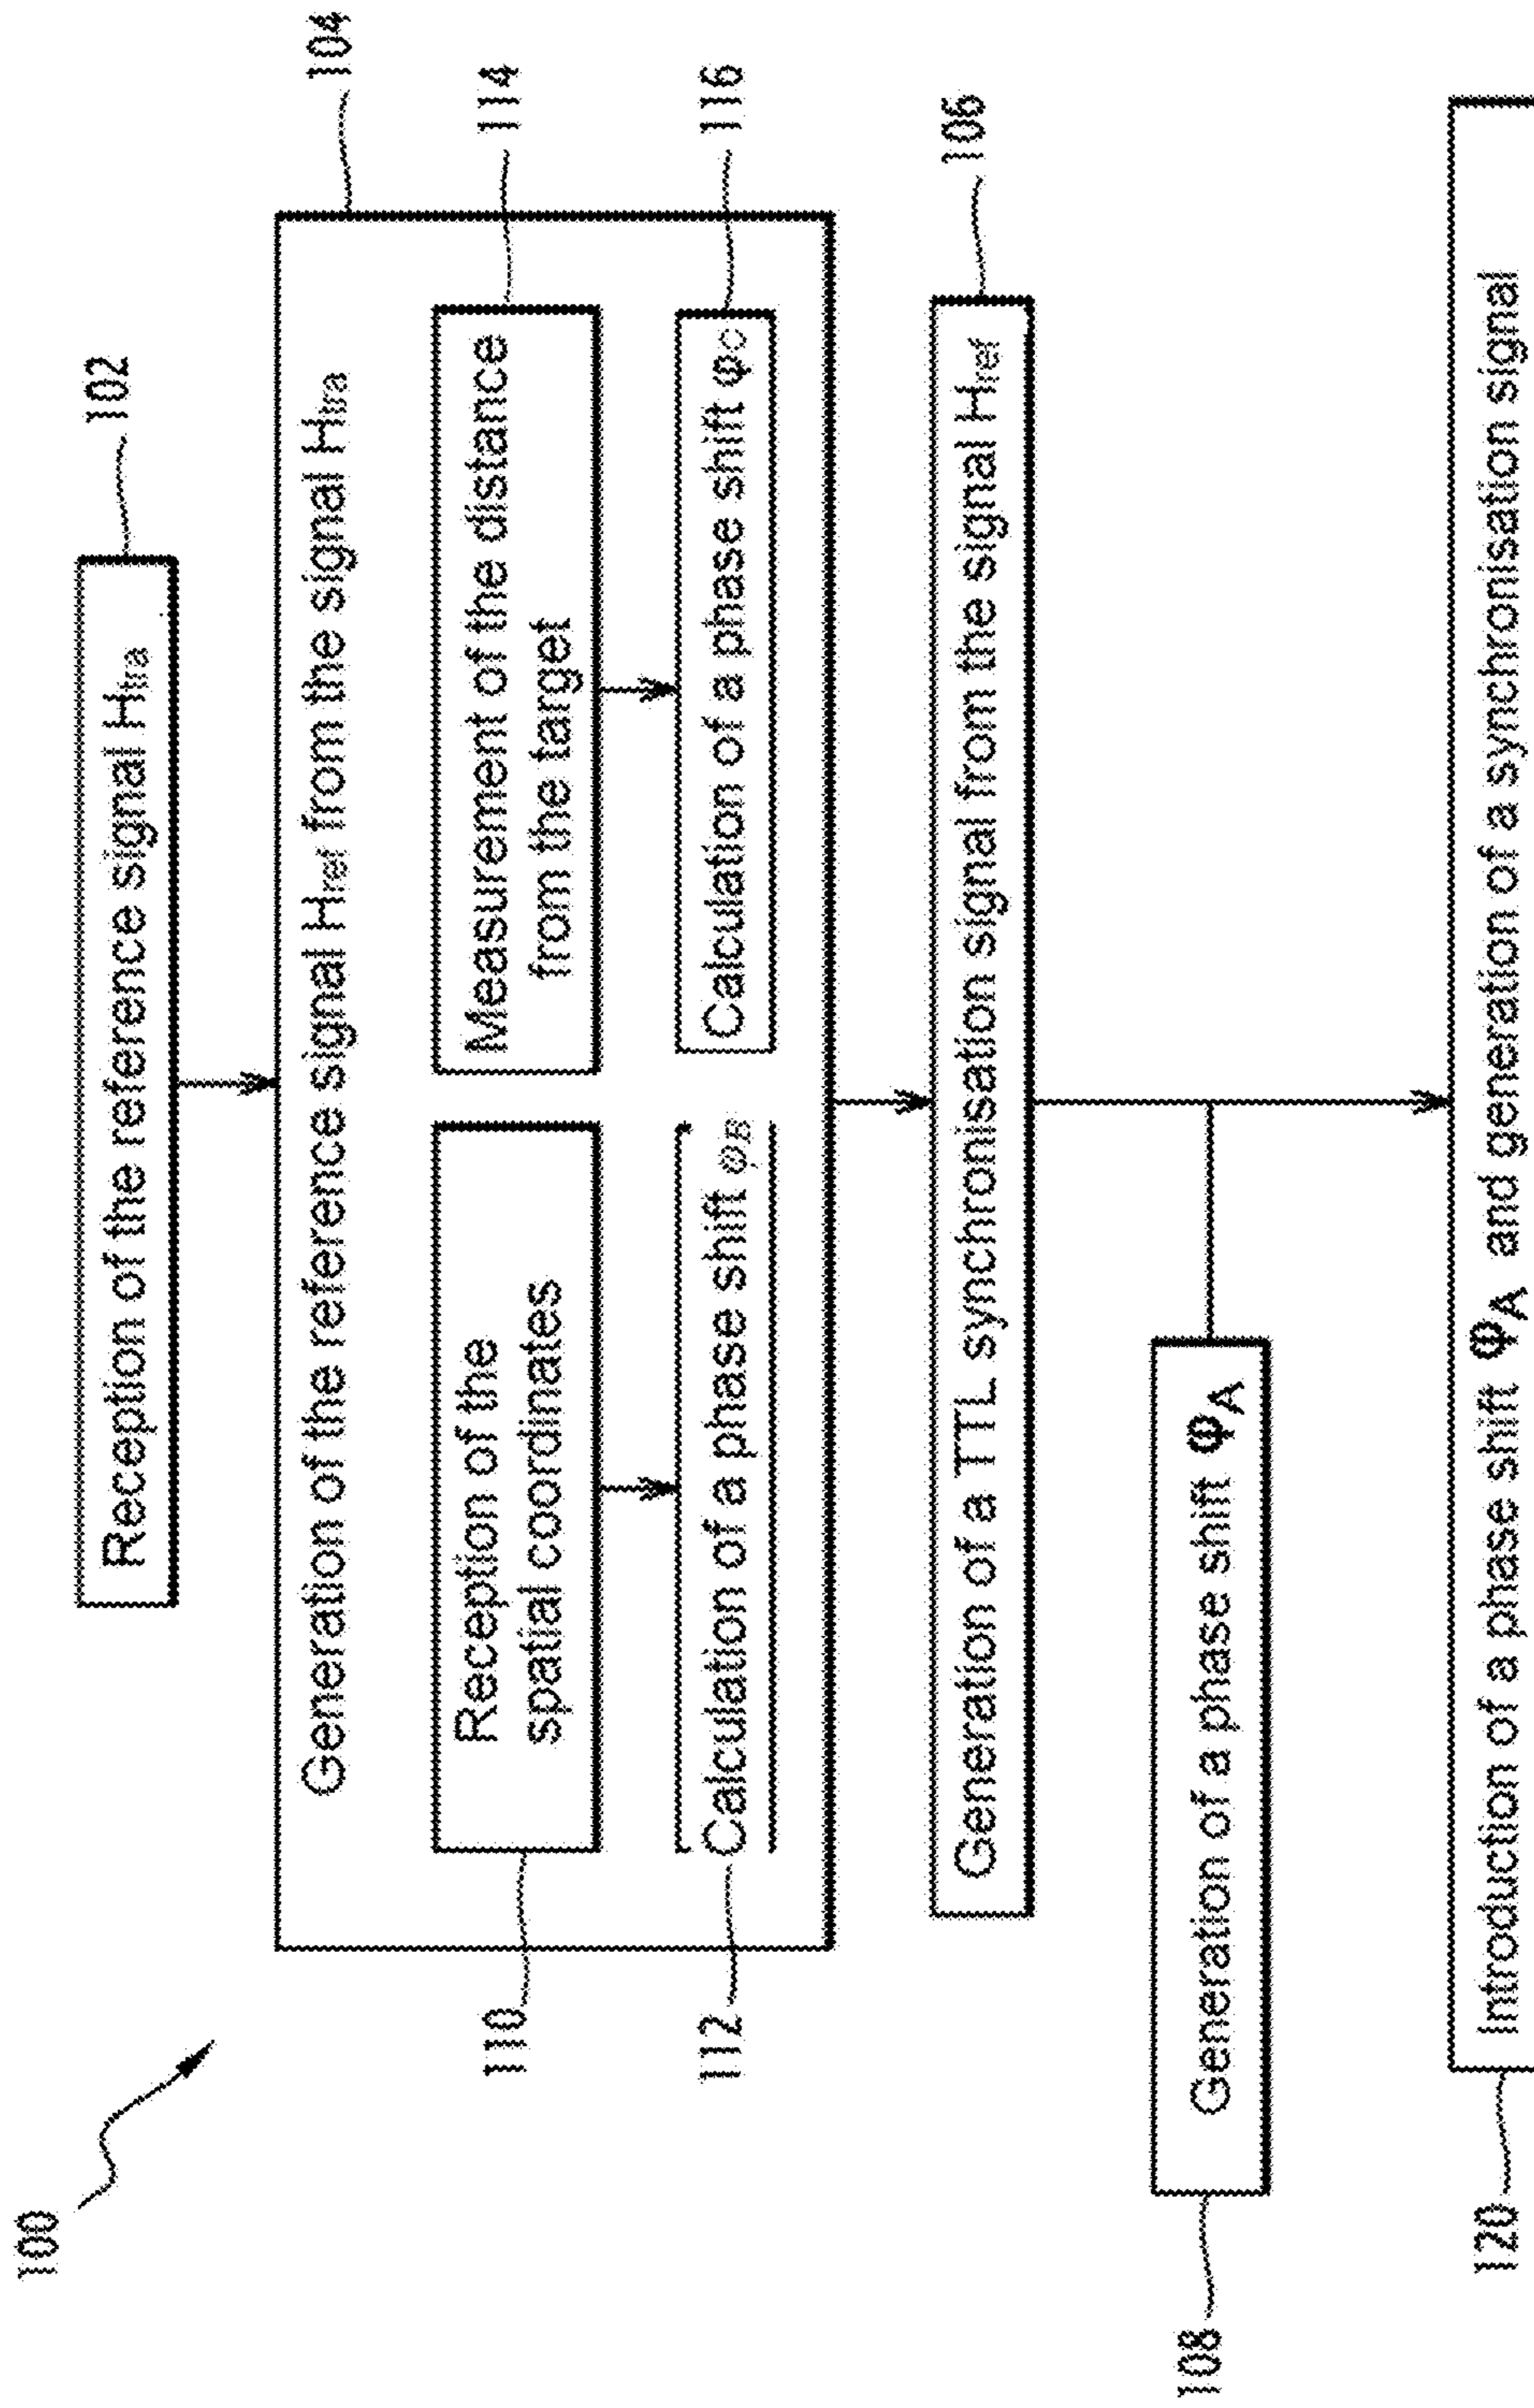 100
102
Reception of the reference signal Htra
104
Generation of the reference signal Href from the signal Htra
110
Reception of the
spatial coordinates
114
Measurement of the distance
from the target
112
Calculation of a phase shift φB
116
Calculation of a phase shift φC
106
Generation of a TTL synchronisation signal from the signal Href
108
Generation of a phase shift φA
120
Introduction of a phase shift φA and generation of a synchronisation signal